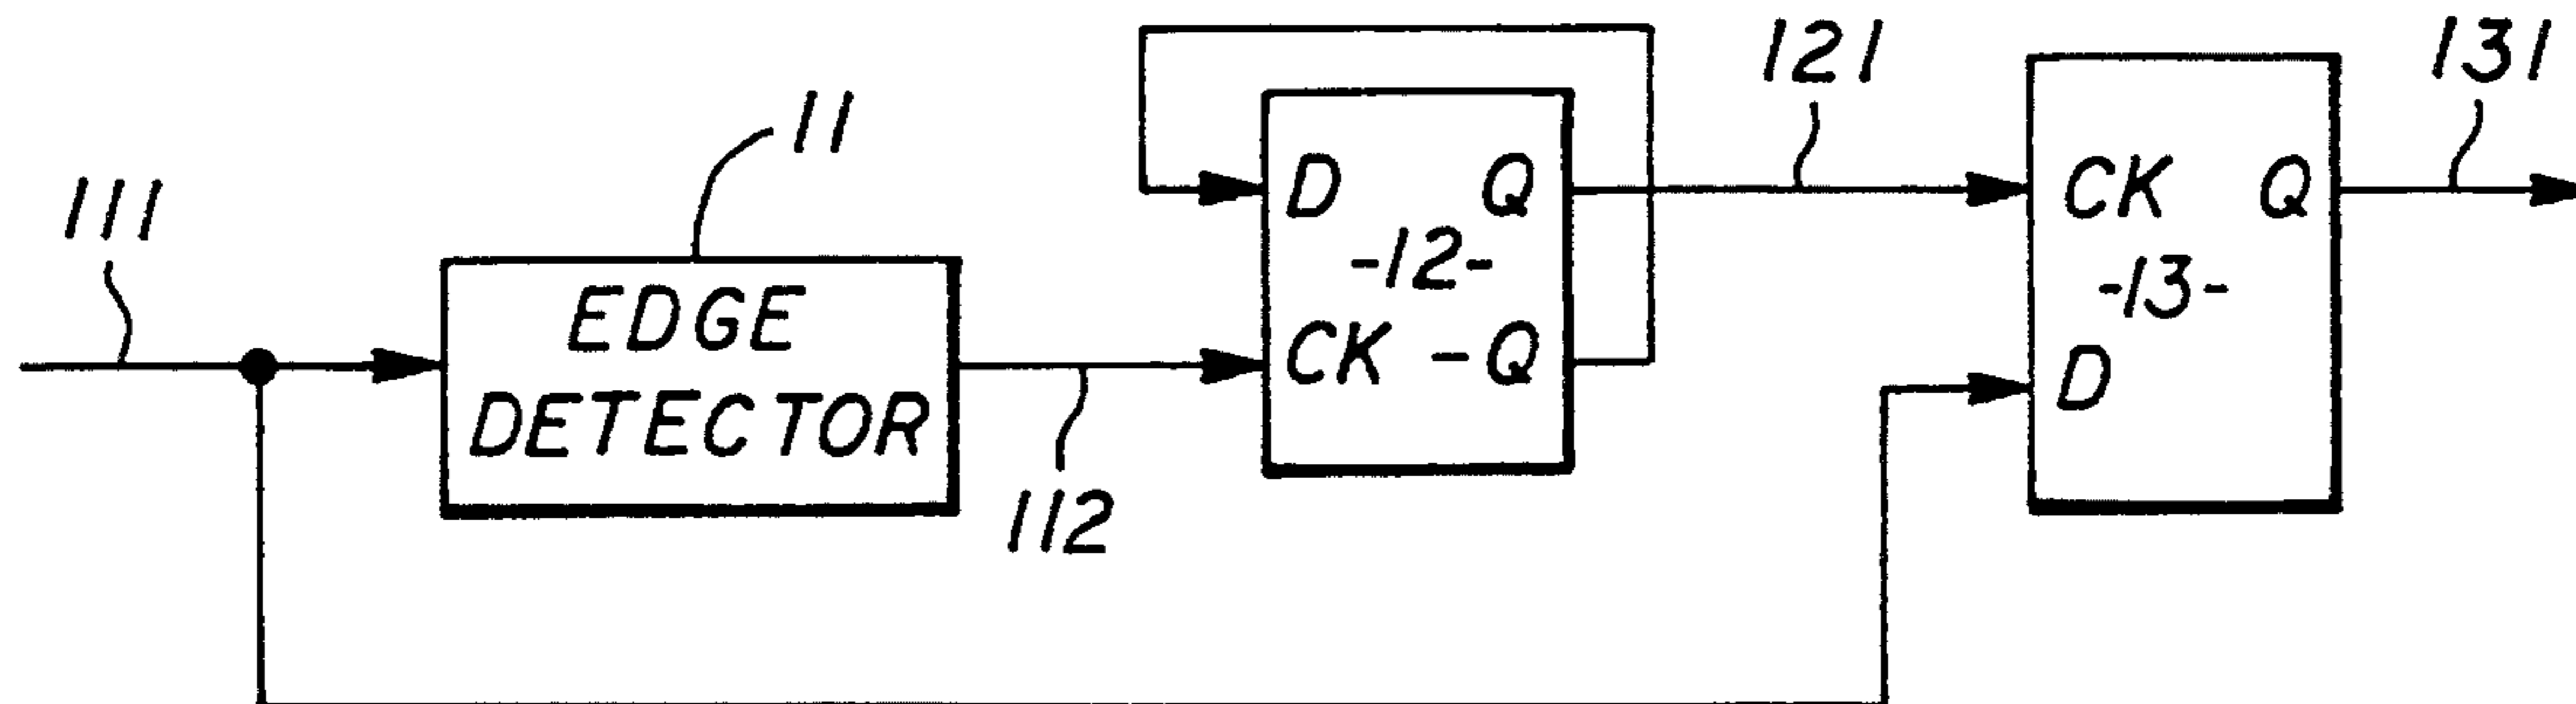 111
11
EDGE
DETECTOR
112
D Q
-12-
CK -Q
121
CK Q
-13-
D
131